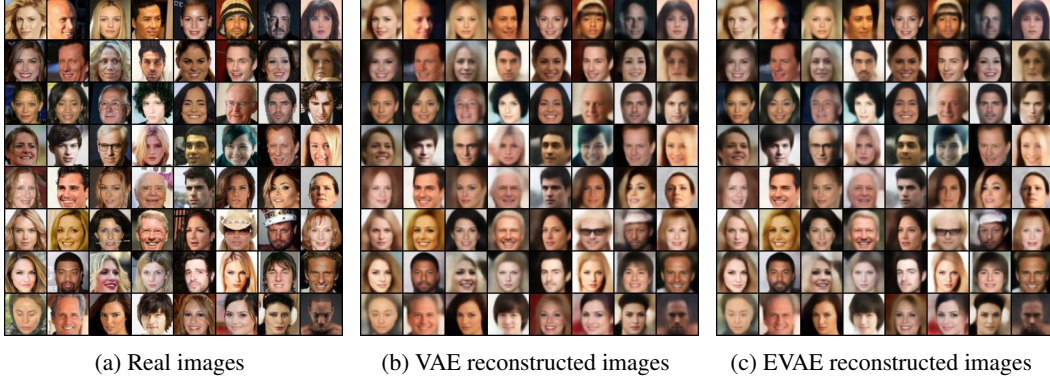 (a) Real images
(b) VAE reconstructed images
(c) EVAE reconstructed images